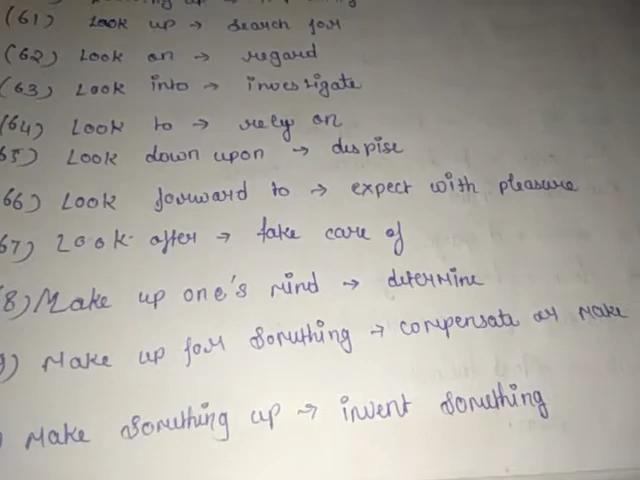 (61) Look up → search for
(62) Look on → regard
(63) Look into → investigate
(64) Look to → rely on
65) Look down upon → despise
66) Look forward to → expect with pleasure
67) Look after → take care of
(8) Make up one's mind → determine
9) Make up for something → compensate or make
) Make something up → invent something